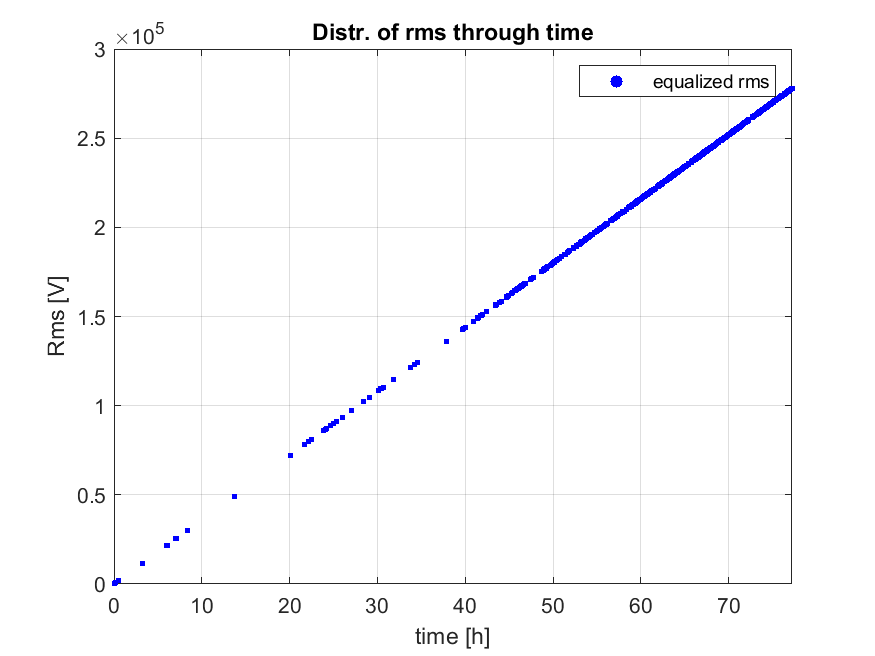 Distr. of rms through time
×10^5
equalized rms
3
2.5
2
1.5
1
0.5
0
Rms [V]
0 10 20 30 40 50 60 70
time [h]